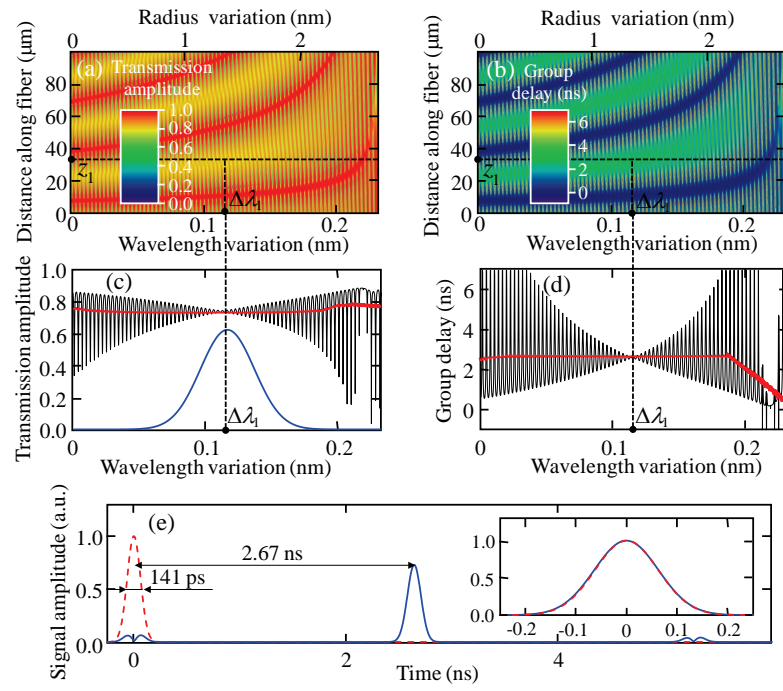 Radius variation (nm)
0 1 2
Distance along fiber (μm)
80
60
40
20
0
(a) Transmission
amplitude
1.0
0.8
0.6
0.4
0.2
0.0
z1
Δλ1
0 0.1 0.2
Wavelength variation (nm)
Radius variation (nm)
0 1 2
Distance along fiber (μm)
80
60
40
20
0
(b) Group
delay (ns)
6
4
2
0
z1
Δλ1
0 0.1 0.2
Wavelength variation (nm)
Transmission amplitude
1.0
0.8
0.6
0.4
0.2
0.0
(c)
Δλ1
0 0.1 0.2
Wavelength variation (nm)
Group delay (ns)
6
4
2
0
(d)
Δλ1
0 0.1 0.2
Wavelength variation (nm)
Signal amplitude (a.u.)
1.0
0.5
0.0
(e)
2.67 ns
141 ps
0 2 4
Time (ns)
1.0
0.5
0.0
-0.2 -0.1 0 0.1 0.2